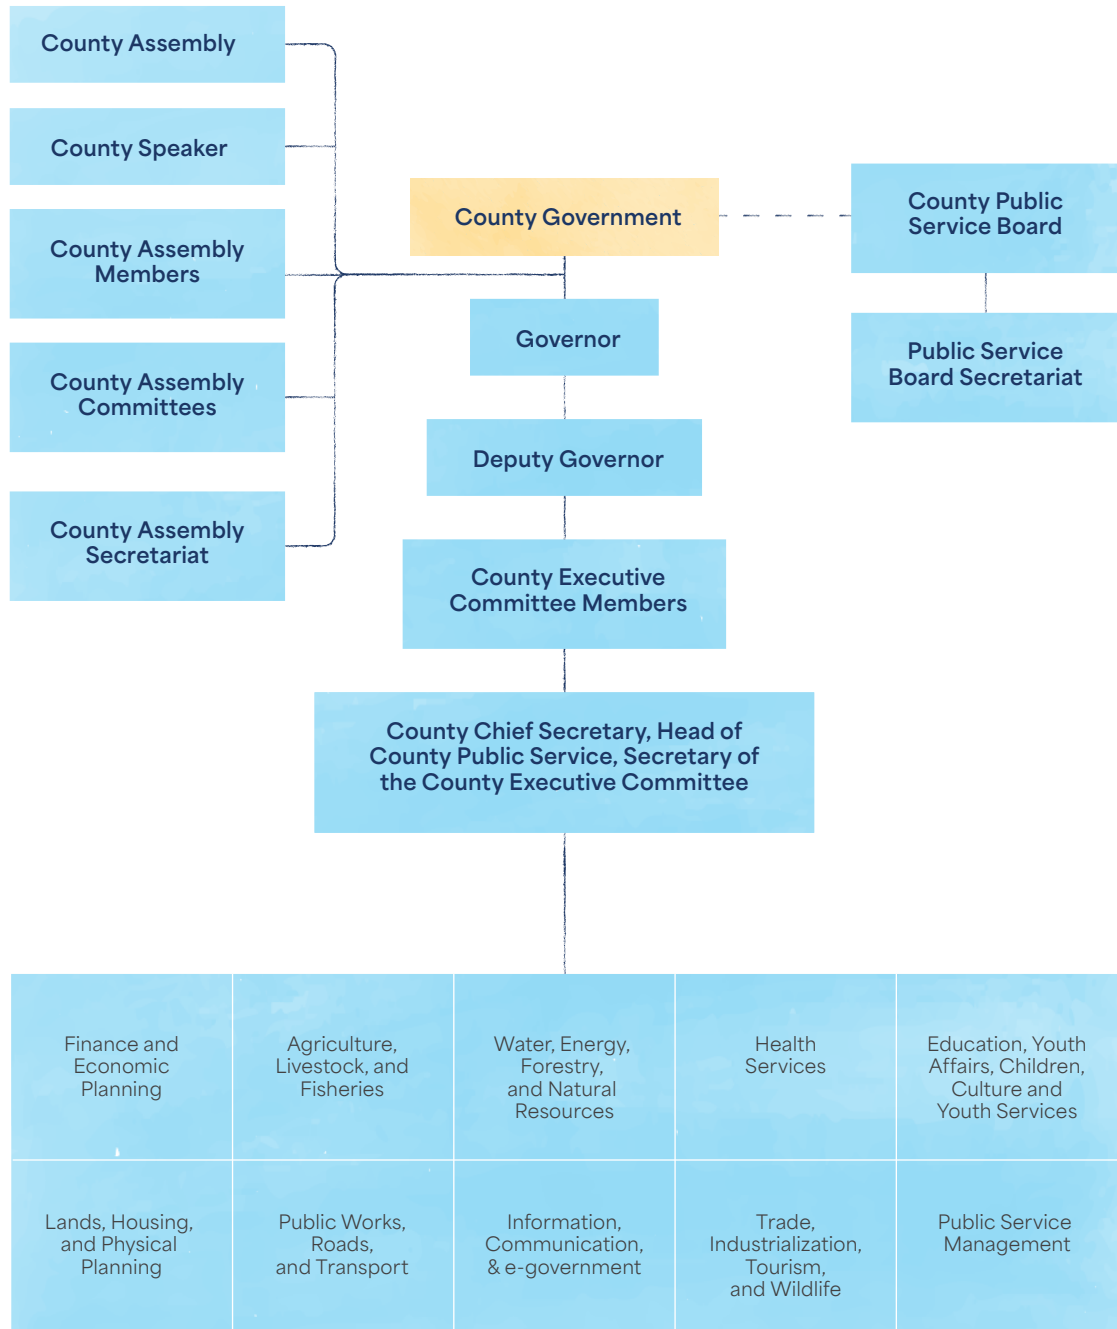 County Assembly
County Speaker
County Assembly
Members
County Assembly
Committees
County Assembly
Secretariat
County Government
Governor
Deputy Governor
County Executive
Committee Members
County Chief Secretary, Head of
County Public Service, Secretary of
the County Executive Committee
County Public
Service Board
Public Service
Board Secretariat
Finance and
Economic
Planning
Agriculture,
Livestock, and
Fisheries
Water, Energy,
Forestry,
and Natural
Resources
Health
Services
Education, Youth
Affairs, Children,
Culture and
Youth Services
Lands, Housing,
and Physical
Planning
Public Works,
Roads,
and Transport
Information,
Communication,
& e-government
Trade,
Industrialization,
Tourism,
and Wildlife
Public Service
Management